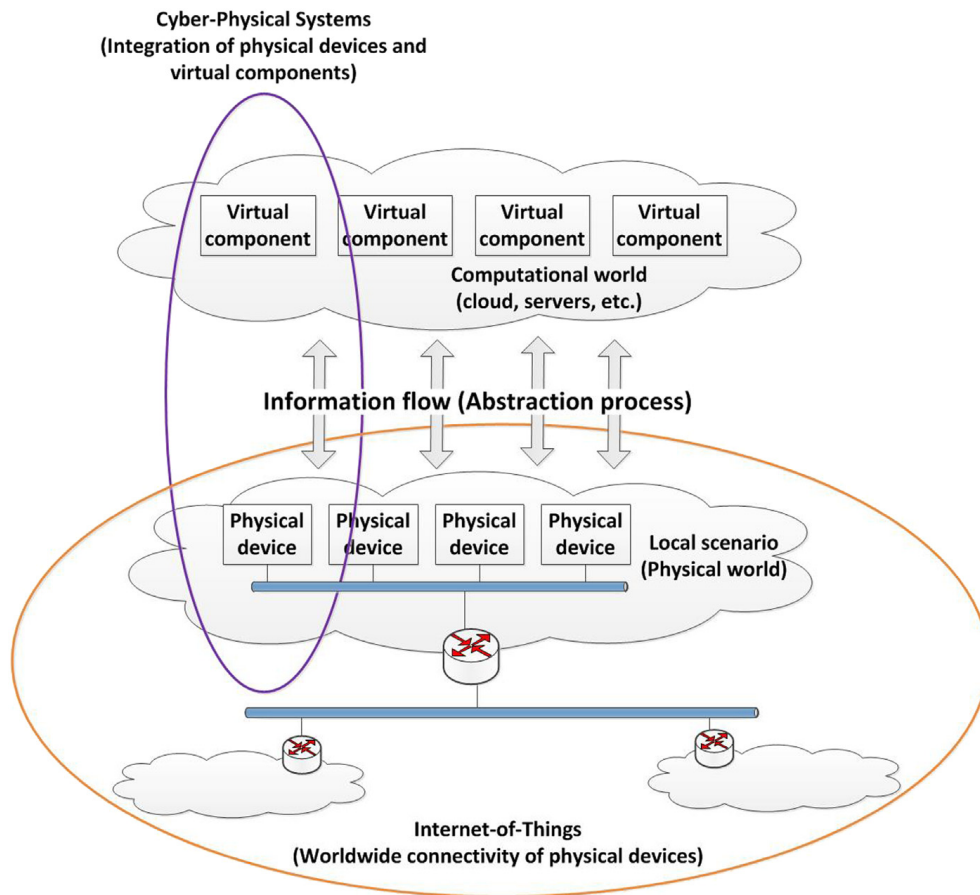 Cyber-Physical Systems
(Integration of physical devices and
virtual components)
Virtual
component
Virtual
component
Virtual
component
Virtual
component
Computational world
(cloud, servers, etc.)
Information flow (Abstraction process)
Physical
device
Physical
device
Physical
device
Physical
device
Local scenario
(Physical world)
Internet-of-Things
(Worldwide connectivity of physical devices)